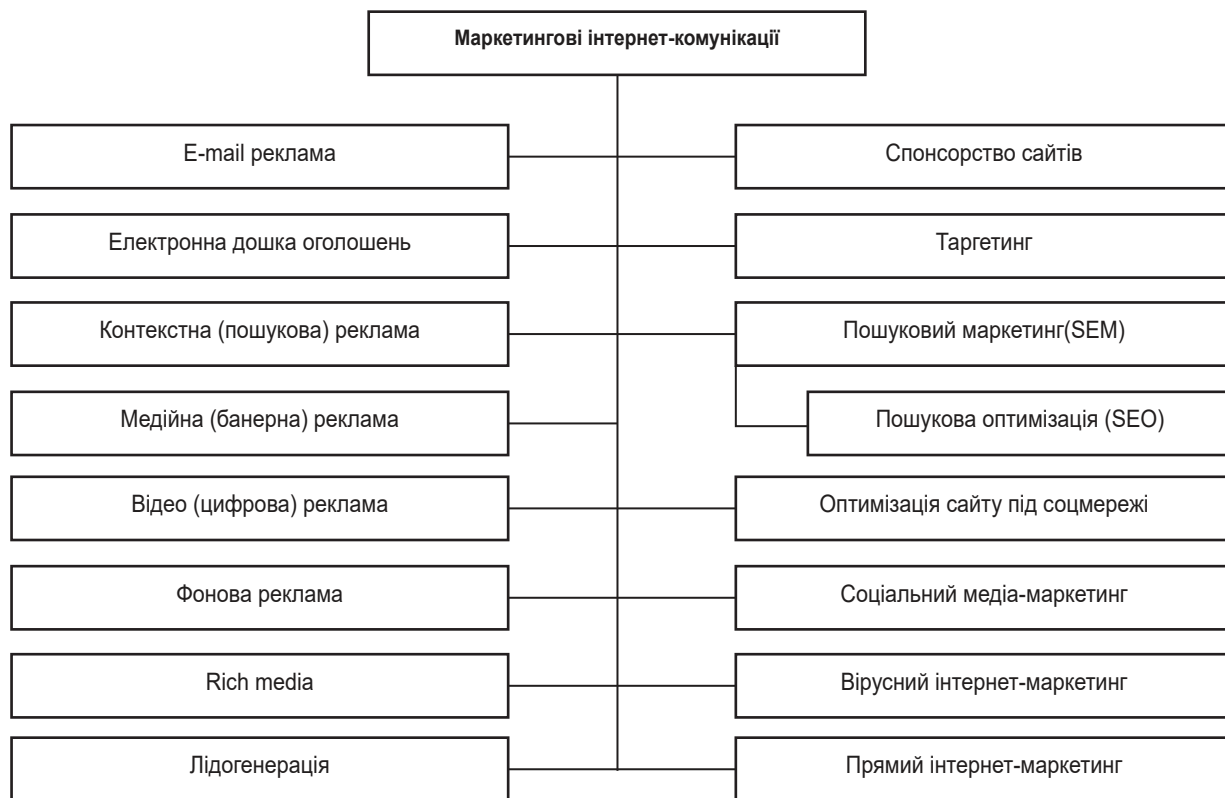 Маркетингові інтернет-комунікації
E-mail реклама
Спонсорство сайтів
Електронна дошка оголошень
Таргетинг
Контекстна (пошукова) реклама
Пошуковий маркетинг(SEM)
Медійна (банерна) реклама
Пошукова оптимізація (SEO)
Відео (цифрова) реклама
Оптимізація сайту під соцмережі
Фонова реклама
Соціальний медіа-маркетинг
Rich media
Вірусний інтернет-маркетинг
Лідогенерація
Прямий інтернет-маркетинг